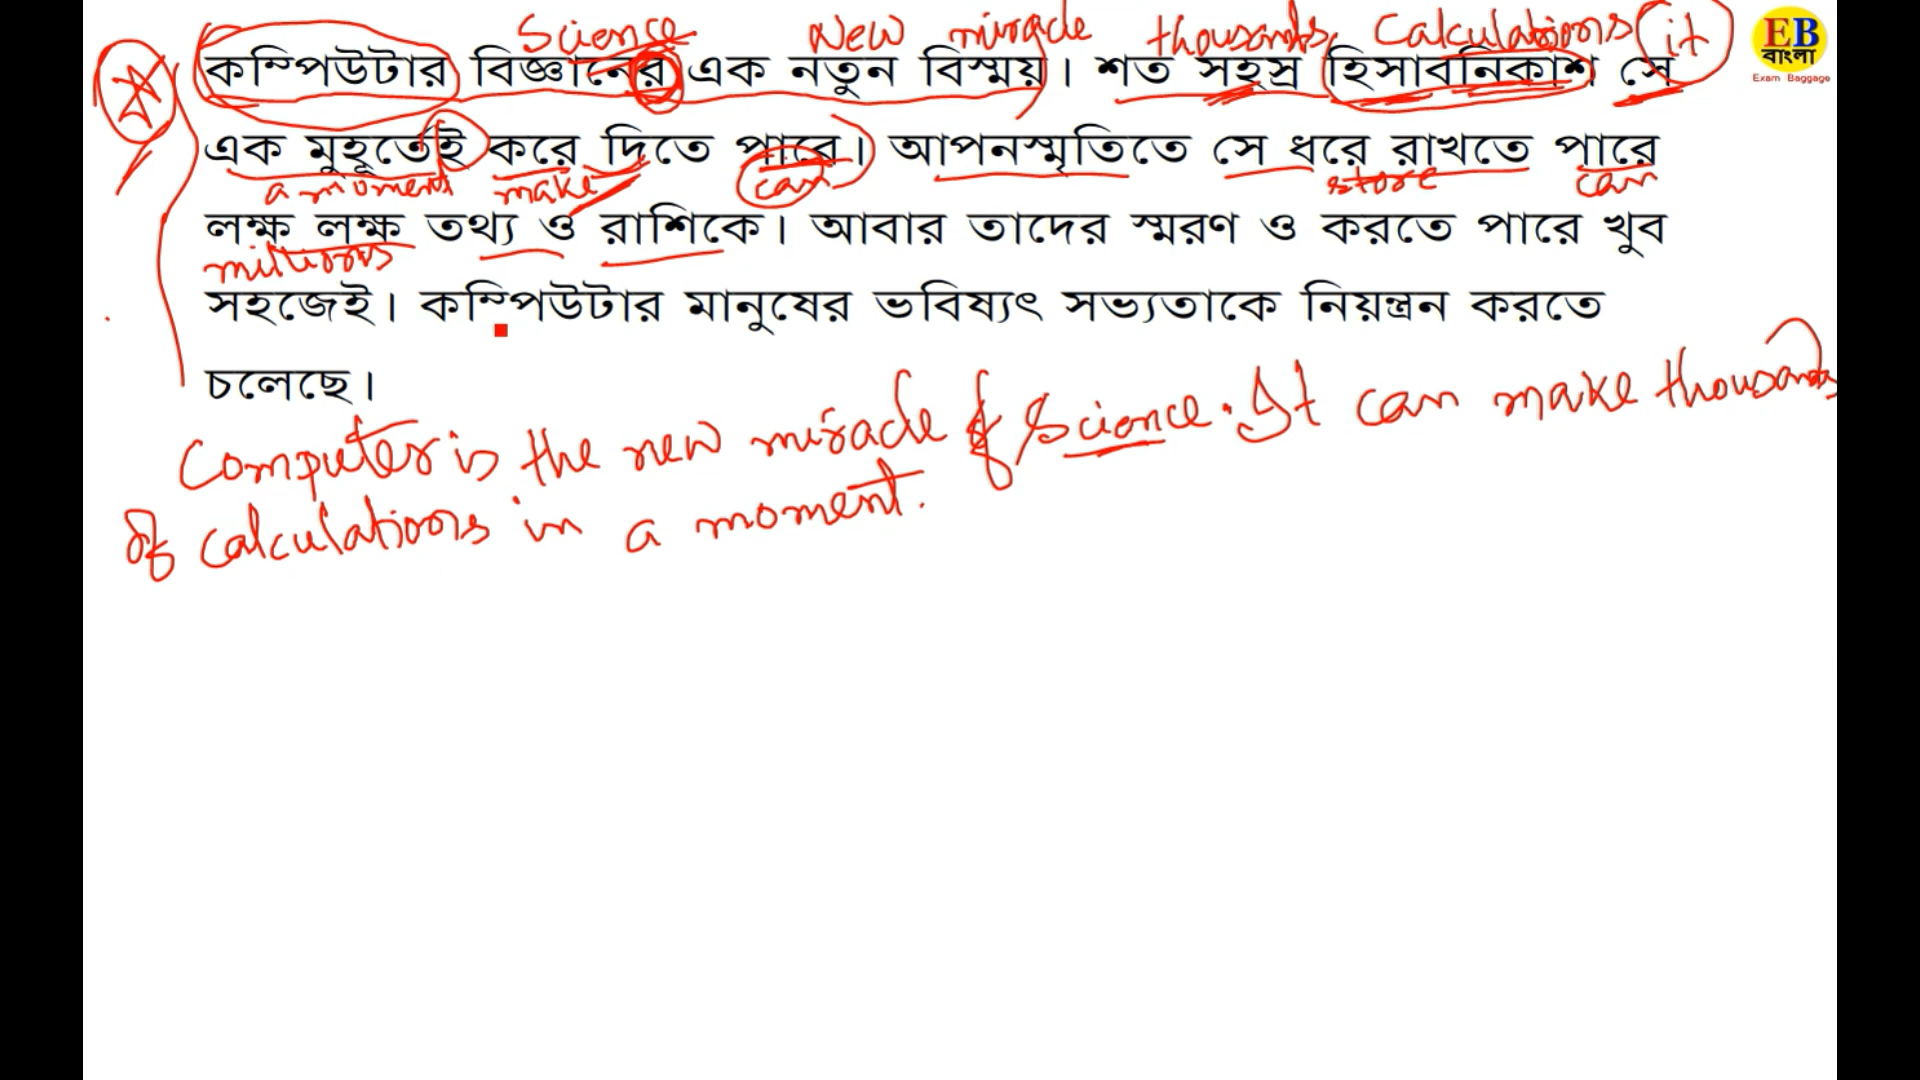 Science New miracle thousands Calculations it
EB
বাংলা
Exam Baggage
কম্পিউটার বিজ্ঞানের এক নতুন বিস্ময়। শত সহস্র হিসাবনিকাশ সে
এক মুহূর্তেই করে দিতে পারে। আপনস্মৃতিতে সে ধরে রাখতে পারে
a moment make can store can
লক্ষ লক্ষ তথ্য ও রাশিকে। আবার তাদের স্মরণ ও করতে পারে খুব
millions
সহজেই। কম্পিউটার মানুষের ভবিষ্যৎ সভ্যতাকে নিয়ন্ত্রন করতে
চলেছে।
Computer is the new miracle of Science. It can make thousands
of calculations in a moment.